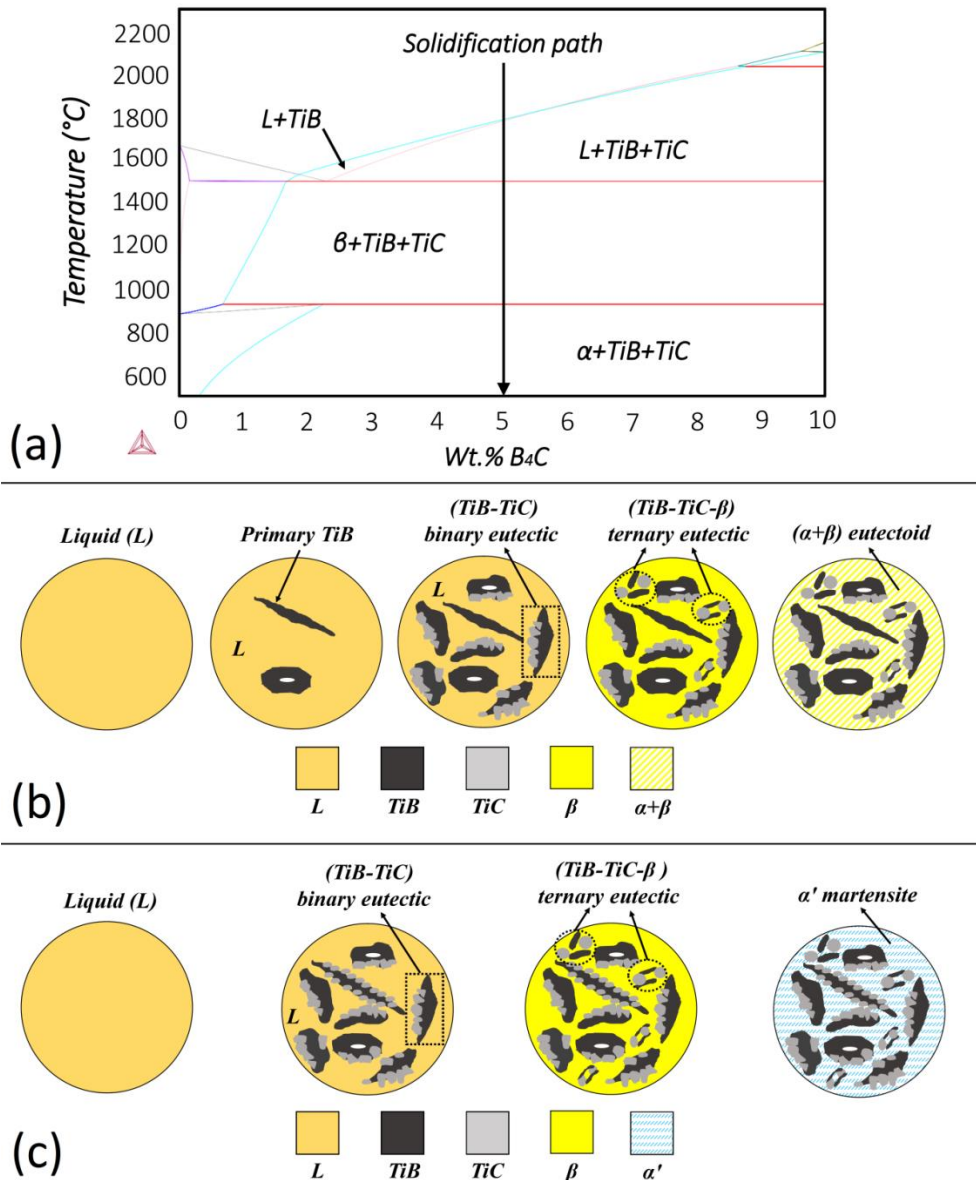 2200
2000
1800
1600
1400
1200
1000
800
600
Temperature (°C)
Solidification path
L+TiB
L+TiB+TiC
β+TiB+TiC
α+TiB+TiC
0 1 2 3 4 5 6 7 8 9 10
Wt.% B₄C
(a)
Liquid (L)
Primary TiB
(TiB-TiC)
binary eutectic
(TiB-TiC-β)
ternary eutectic
(α+β) eutectoid
L
L
L TiB TiC β α+β
(b)
Liquid (L)
(TiB-TiC)
binary eutectic
(TiB-TiC-β )
ternary eutectic
α' martensite
L
L TiB TiC β α'
(c)